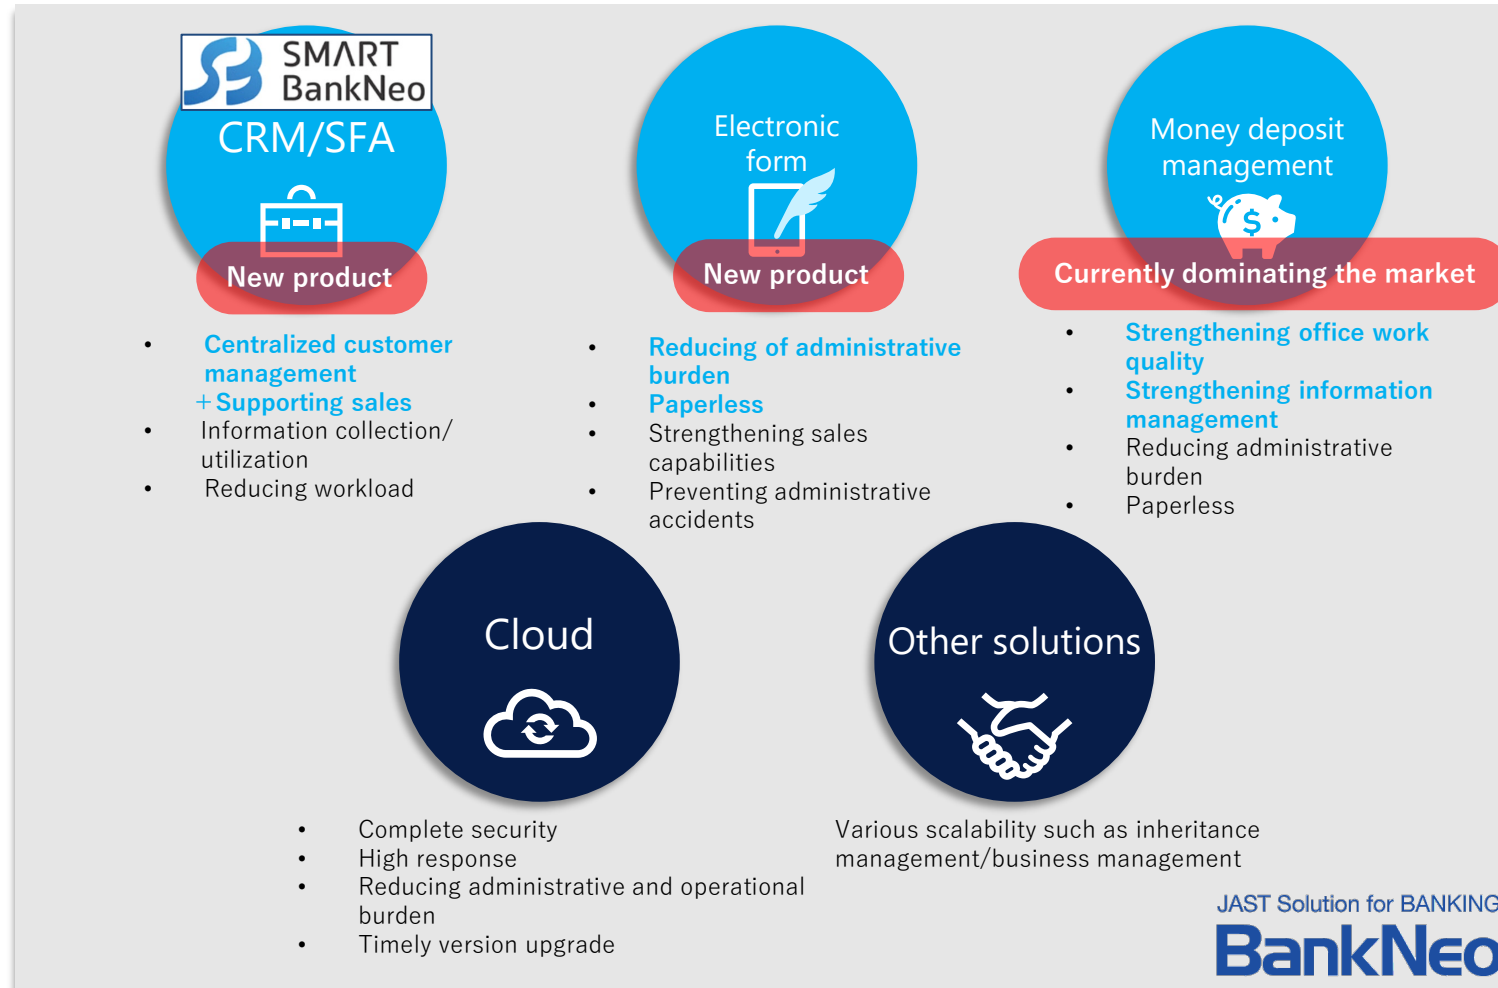 SMART
BankNeo
CRM/SFA
New product
• Centralized customer
management
＋Supporting sales
• Information collection/
utilization
• Reducing workload
Electronic
form
New product
• Reducing of administrative
burden
• Paperless
• Strengthening sales
capabilities
• Preventing administrative
accidents
Money deposit
management
$
Currently dominating the market
• Strengthening office work
quality
• Strengthening information
management
• Reducing administrative
burden
• Paperless
Cloud
• Complete security
• High response
• Reducing administrative and operational
burden
• Timely version upgrade
Other solutions
Various scalability such as inheritance
management/business management
JAST Solution for BANKING
BankNeo